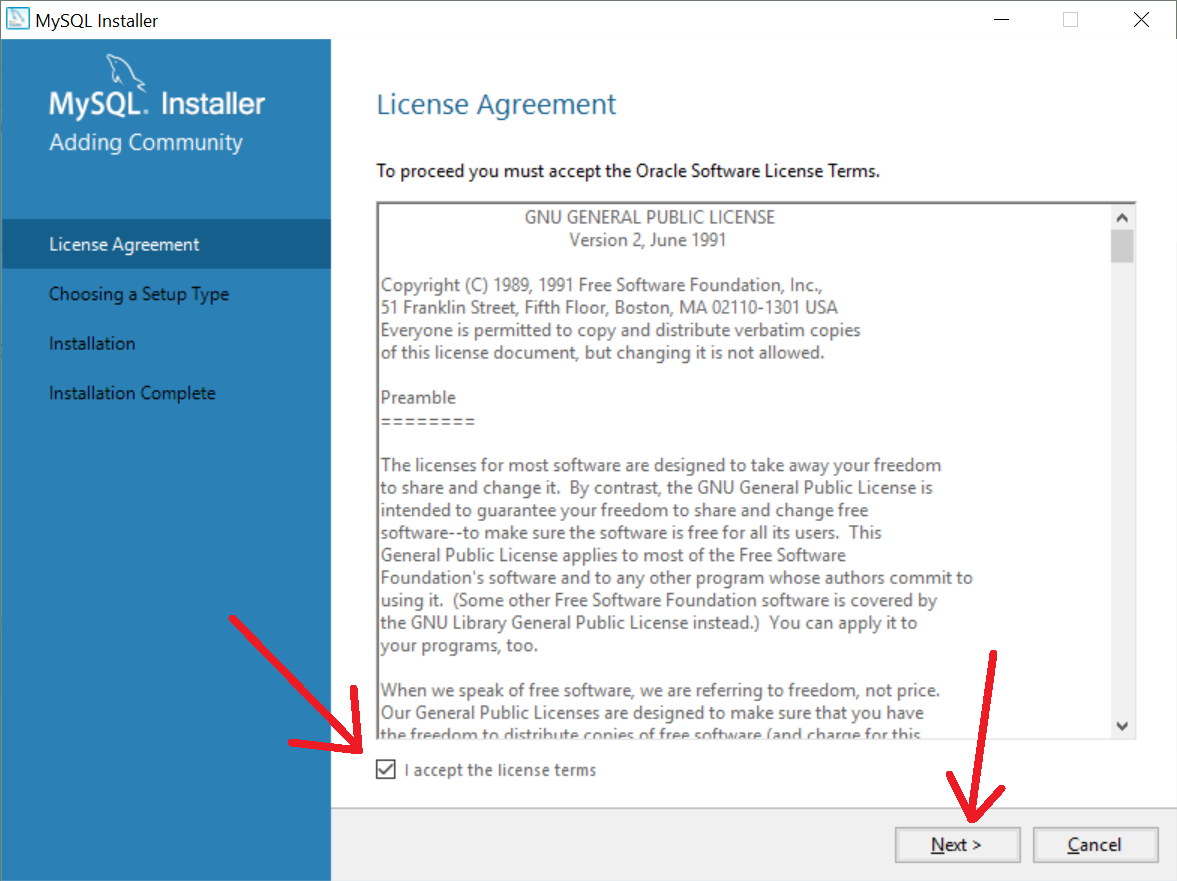 MySQL Installer
MySQL. Installer
Adding Community
License Agreement
Choosing a Setup Type
Installation
Installation Complete
License Agreement
To proceed you must accept the Oracle Software License Terms.
GNU GENERAL PUBLIC LICENSE
Version 2, June 1991
Copyright (C) 1989, 1991 Free Software Foundation, Inc.,
51 Franklin Street, Fifth Floor, Boston, MA 02110-1301 USA
Everyone is permitted to copy and distribute verbatim copies
of this license document, but changing it is not allowed.
Preamble
========
The licenses for most software are designed to take away your freedom
to share and change it.  By contrast, the GNU General Public License is
intended to guarantee your freedom to share and change free
software--to make sure the software is free for all its users.  This
General Public License applies to most of the Free Software
Foundation's software and to any other program whose authors commit to
using it.  (Some other Free Software Foundation software is covered by
the GNU Library General Public License instead.)  You can apply it to
your programs, too.
When we speak of free software, we are referring to freedom, not price.
Our General Public Licenses are designed to make sure that you have
the freedom to distribute copies of free software (and charge for this
I accept the license terms
Next >
Cancel